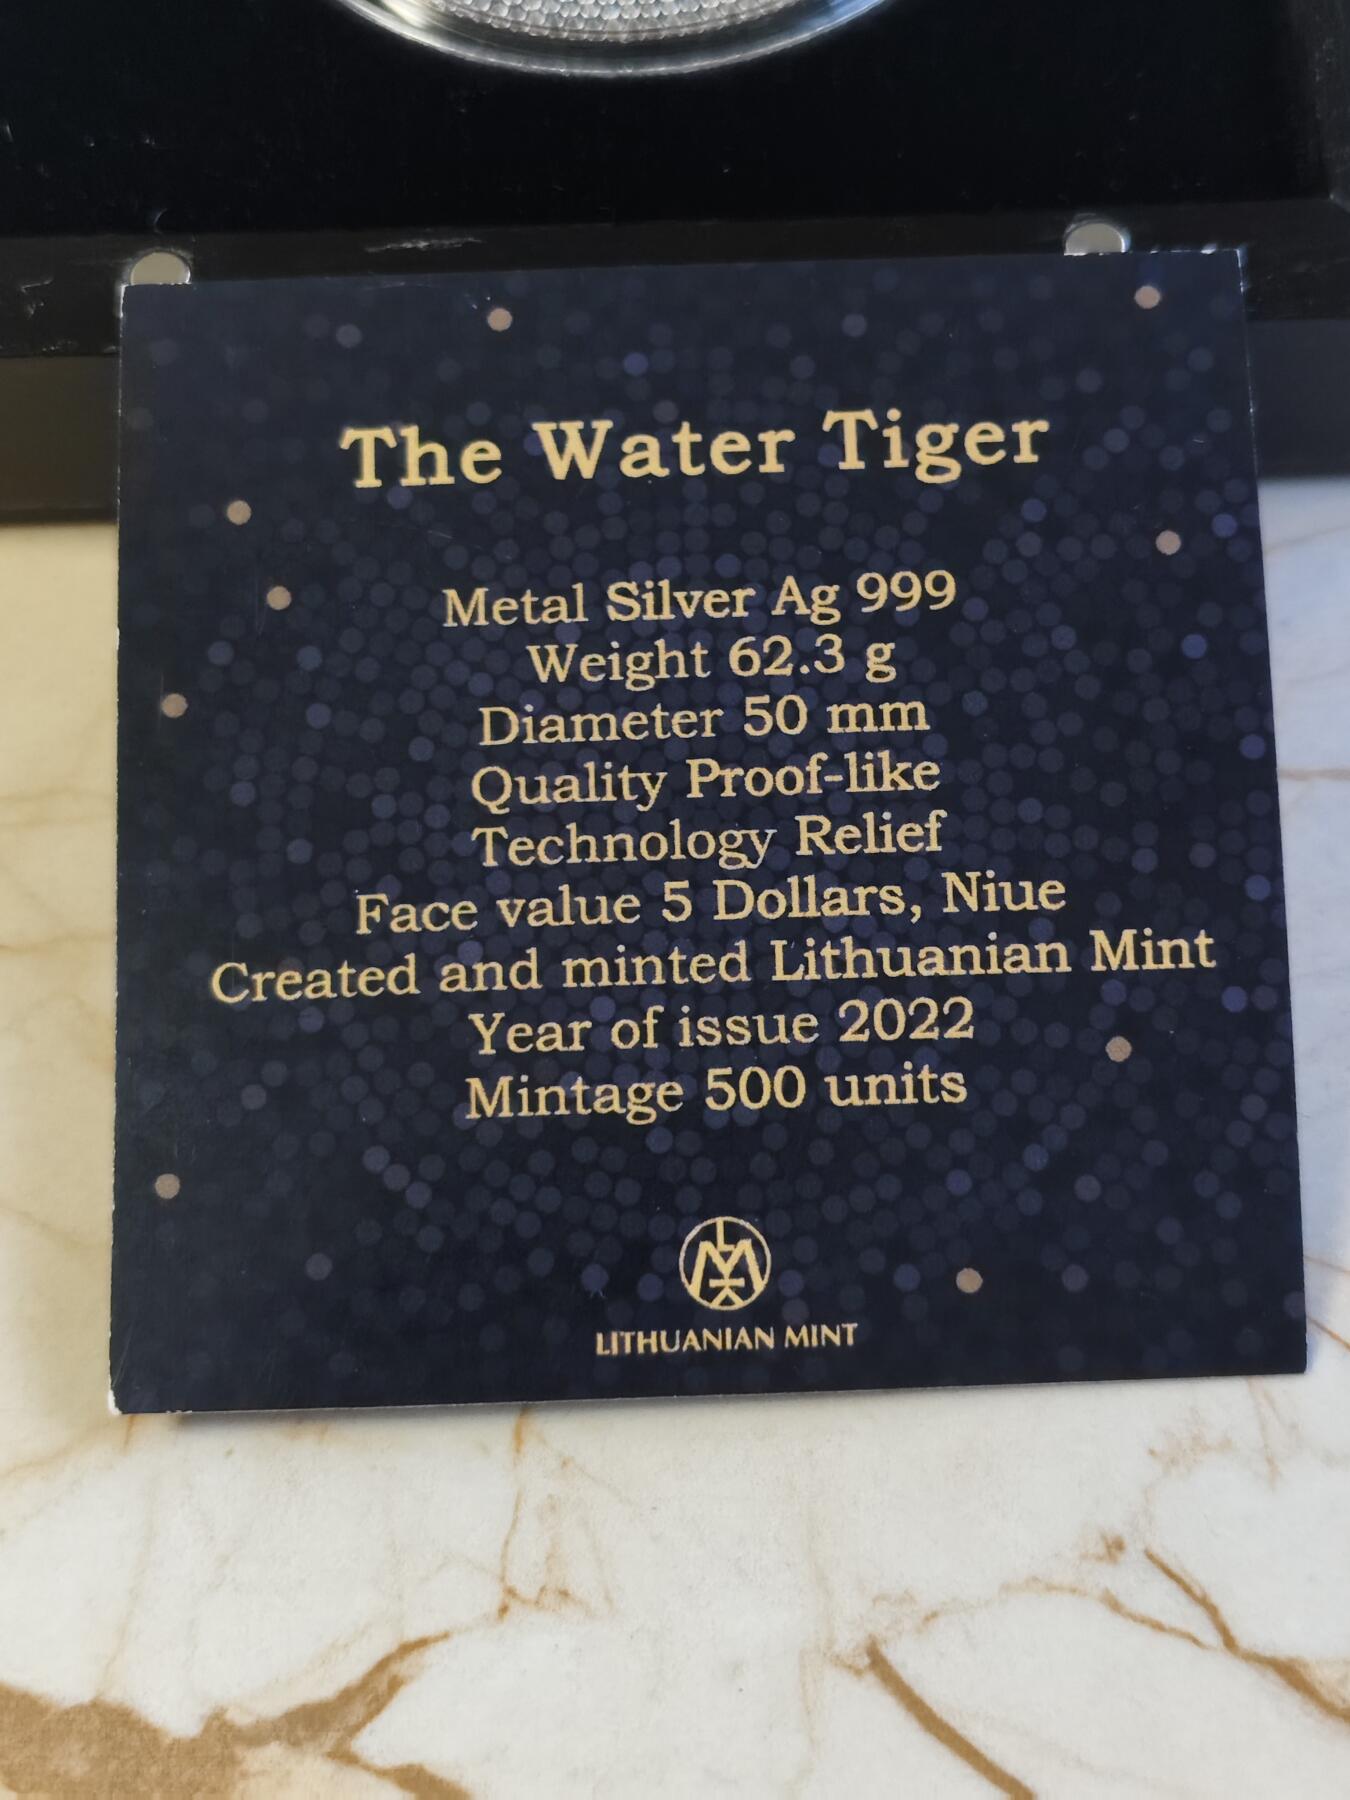 The Water Tiger
Metal Silver Ag 999
Weight 62.3 g
Diameter 50 mm
Quality Proof-like
Technology Relief
Face value 5 Dollars, Niue
Created and minted Lithuanian Mint
Year of issue 2022
Mintage 500 units
LITHUANIAN MINT